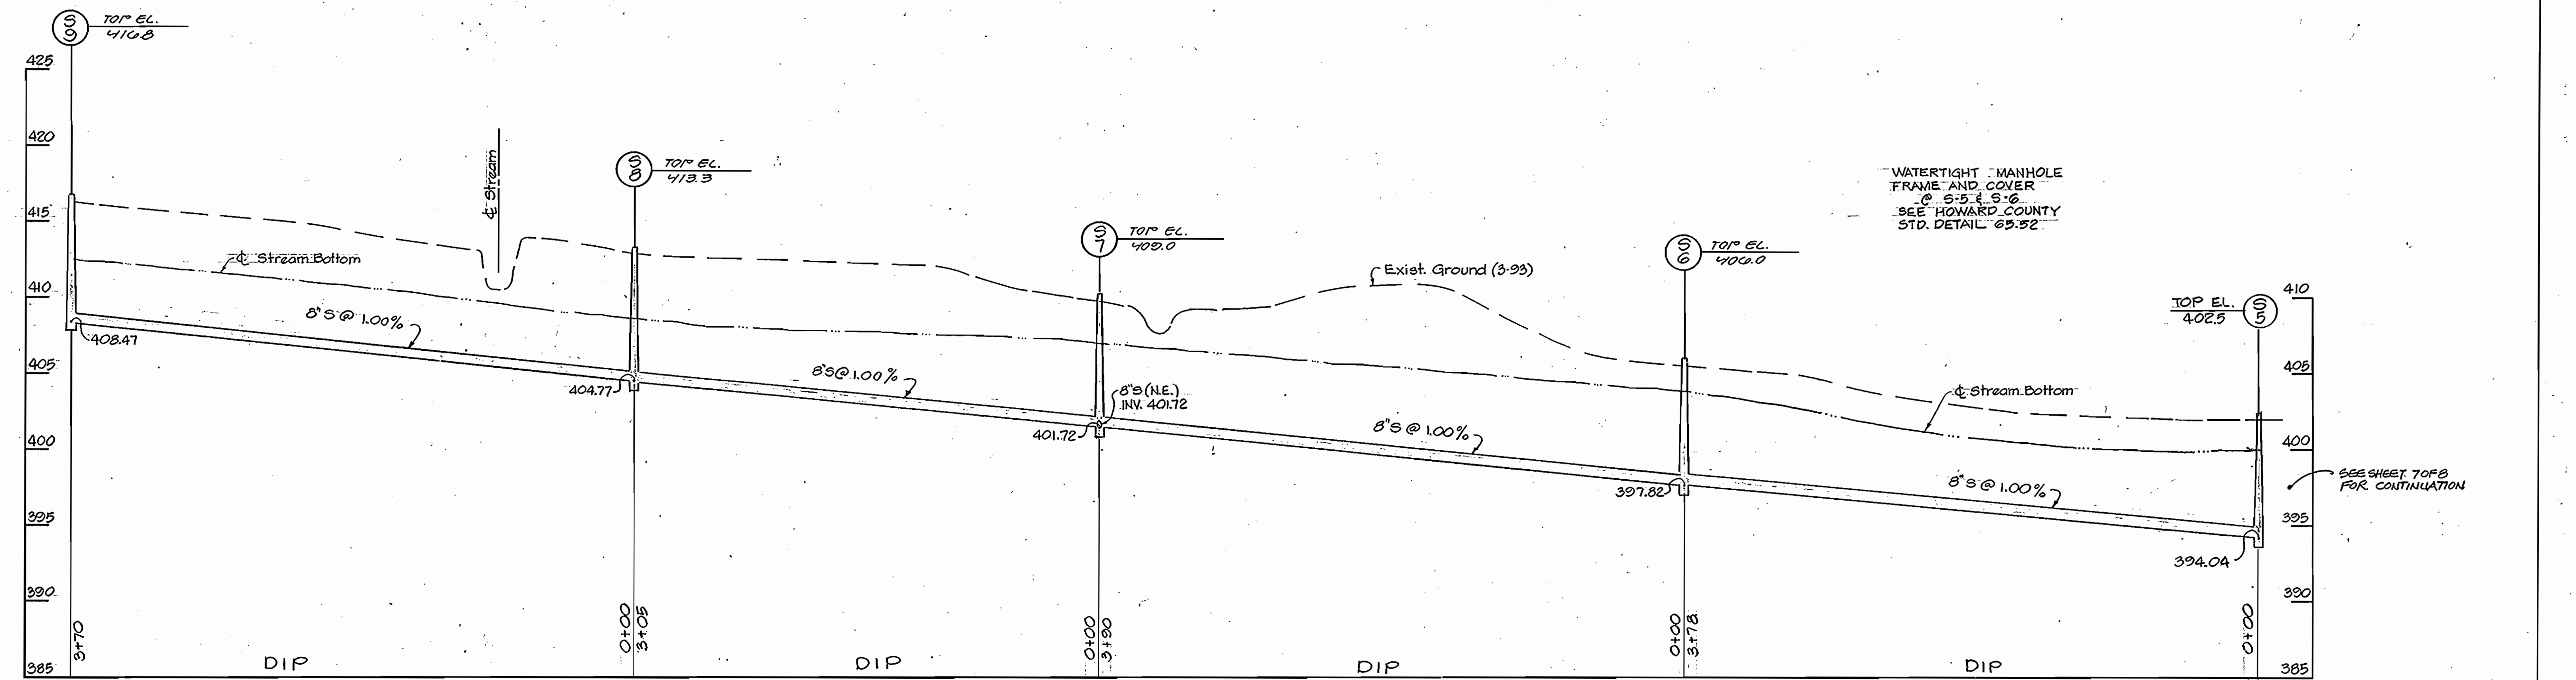 S
9
TOP EL.
416.8
425
420
415
410
405
400
395
390
385
℄ Stream
℄ Stream Bottom
8"S @ 1.00%
408.47
S
8
TOP EL.
413.3
404.77
8"S @ 1.00%
S
7
TOP EL.
409.0
8"S (N.E.)
INV. 401.72
401.72
Exist. Ground (3-93)
8"S @ 1.00%
S
6
TOP EL.
406.0
397.82
WATERTIGHT MANHOLE
FRAME AND COVER
@ S-5 & S-6
SEE HOWARD COUNTY
STD. DETAIL 65.52
℄ Stream Bottom
8"S @ 1.00%
TOP EL.
402.5
S
5
394.04
410
405
400
395
390
385
SEE SHEET 7 OF 8
FOR CONTINUATION
3+70
0+00
3+05
0+00
3+90
0+00
3+78
0+00
DIP
DIP
DIP
DIP